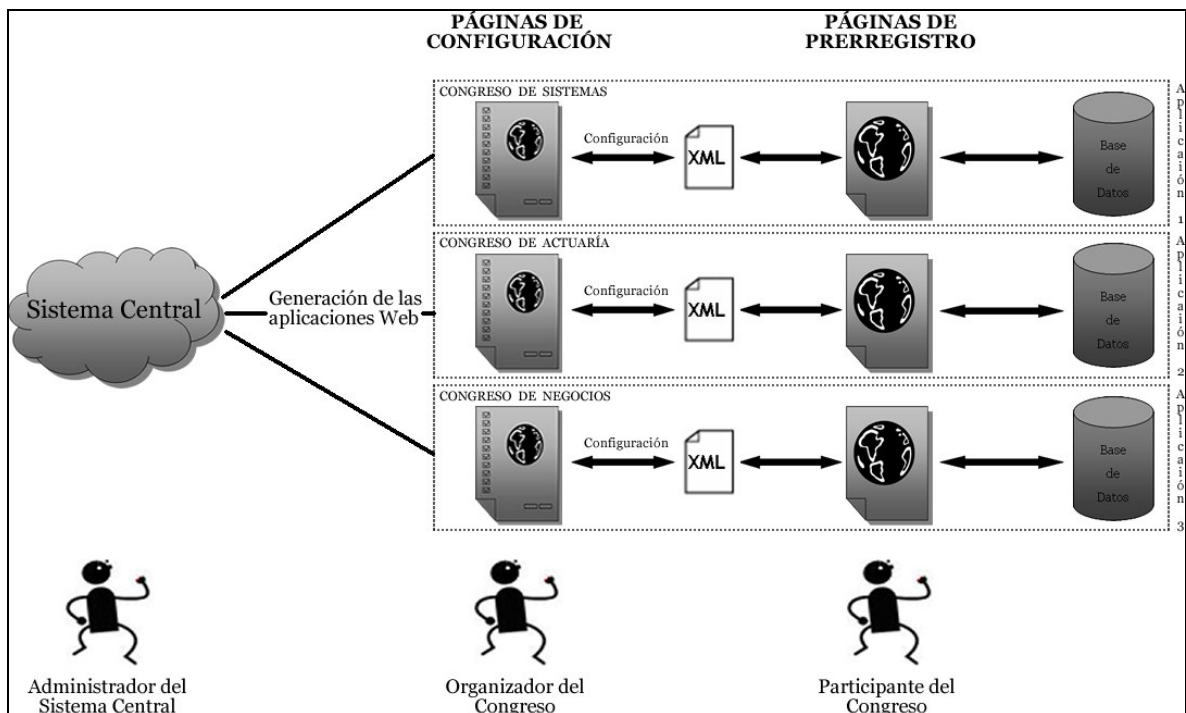 PÁGINAS DE
CONFIGURACIÓN
PÁGINAS DE
PRERREGISTRO
CONGRESO DE SISTEMAS
Configuración
XML
Base
de
Datos
Aplicaión 1
CONGRESO DE ACTUARÍA
Configuración
XML
Base
de
Datos
Aplicaión 2
CONGRESO DE NEGOCIOS
Configuración
XML
Base
de
Datos
Aplicaión 3
Sistema Central
Generación de las
aplicaciones Web
Administrador del
Sistema Central
Organizador del
Congreso
Participante del
Congreso